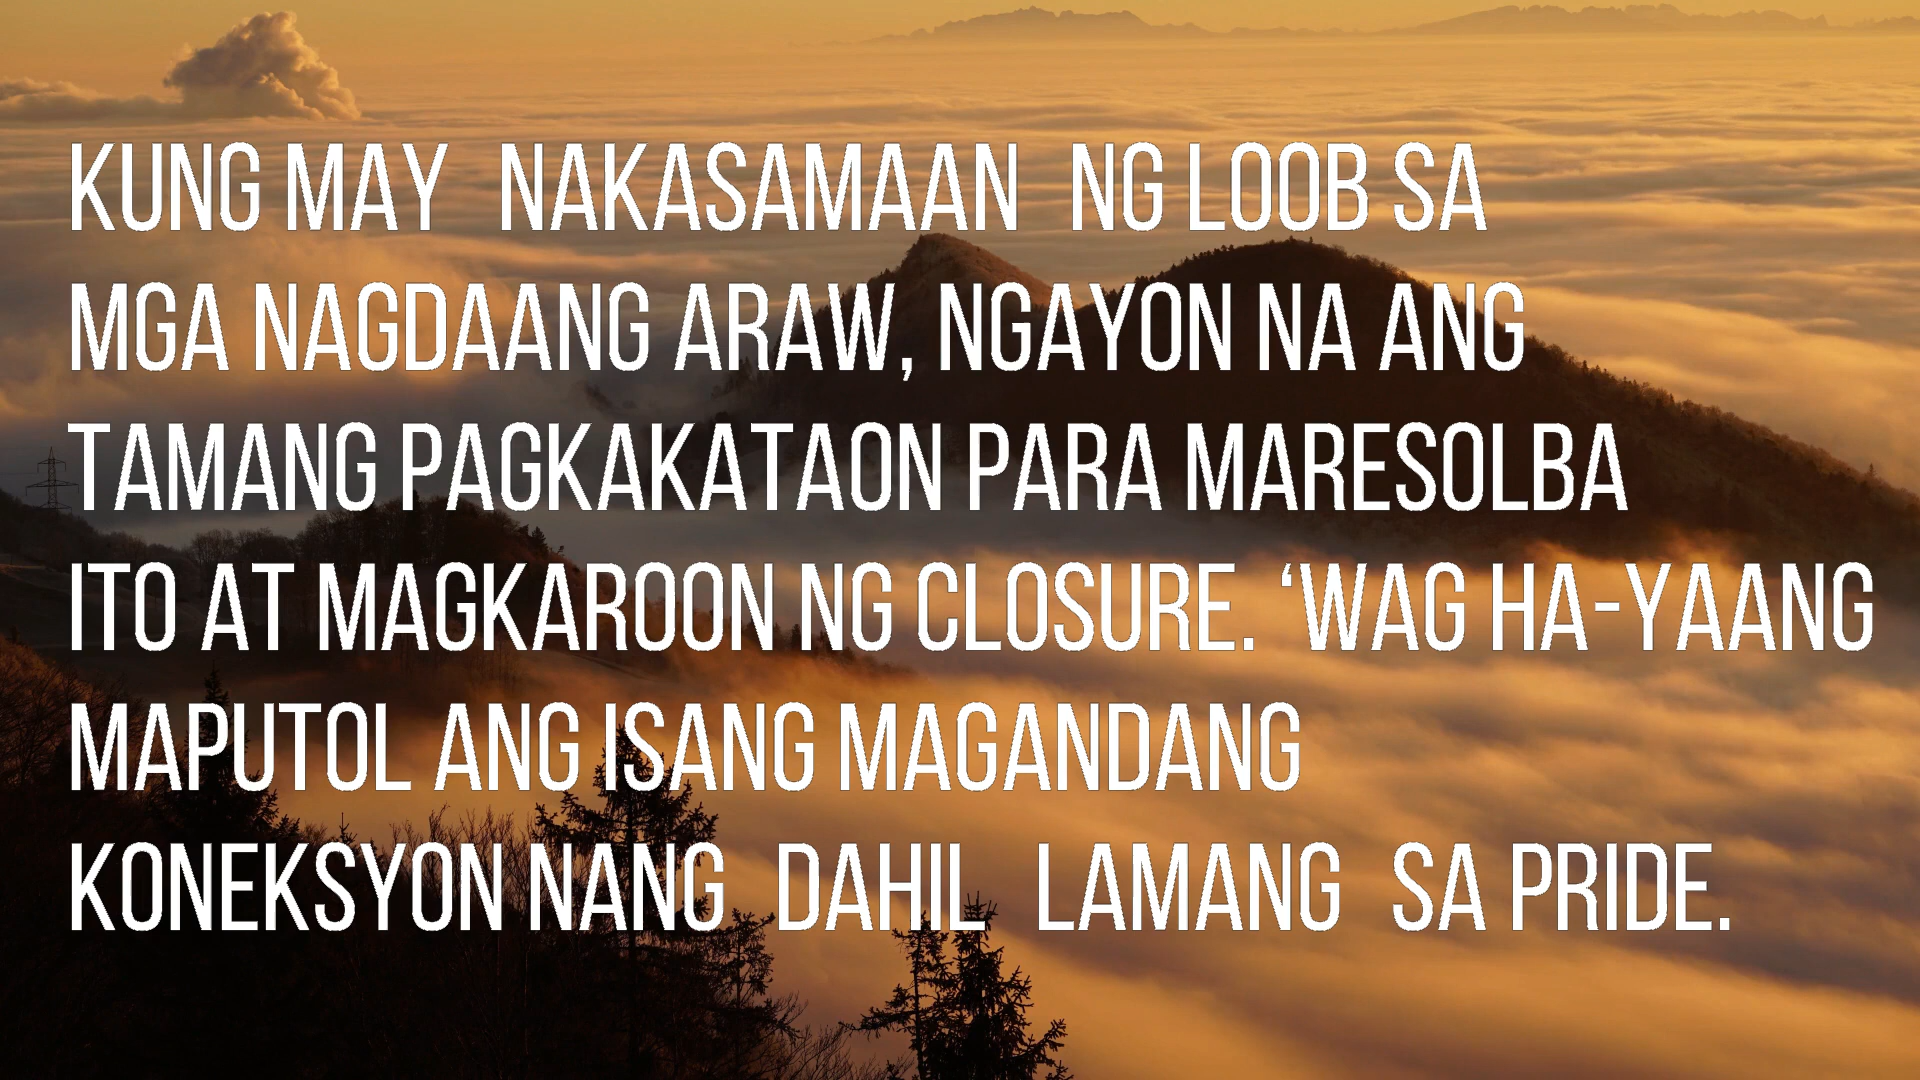 KUNG MAY NAKASAMAAN NG LOOB SA
MGA NAGDAANG ARAW, NGAYON NA ANG
TAMANG PAGKAKATAON PARA MARESOLBA
ITO AT MAGKAROON NG CLOSURE. ‘WAG HA-YAANG
MAPUTOL ANG ISANG MAGANDANG
KONEKSYON NANG DAHIL LAMANG SA PRIDE.